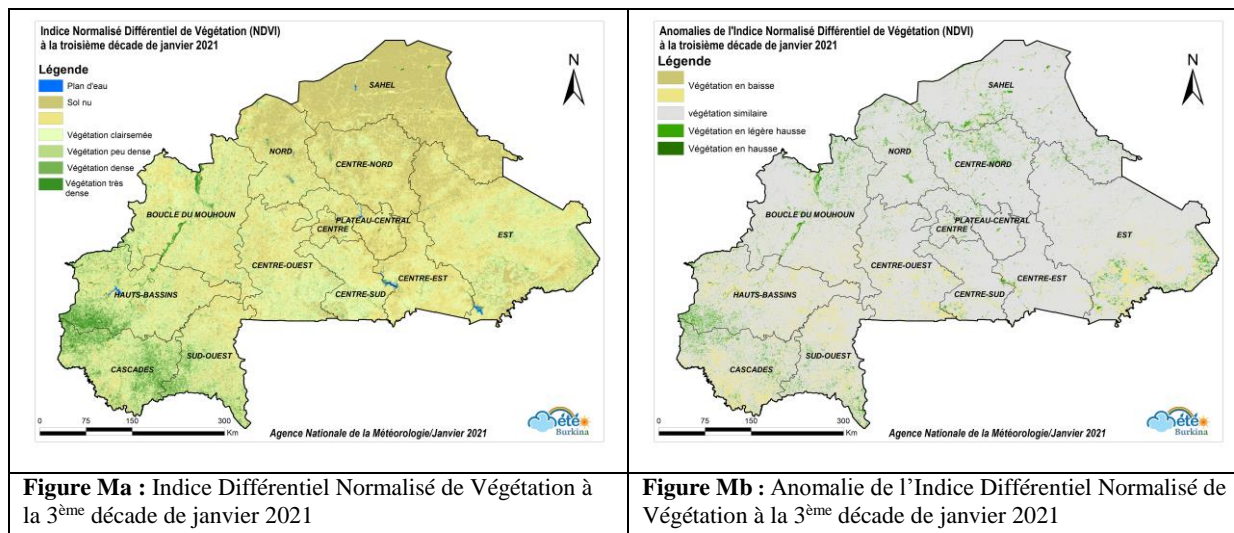 Indice Normalisé Différentiel de Végétation (NDVI)
à la troisième décade de janvier 2021
Légende
Plan d'eau
Sol nu
Végétation clairsemée
Végétation peu dense
Végétation dense
Végétation très
dense
N
SAHEL
NORD
CENTRE-NORD
BOUCLE DU MOUHOUN
PLATEAU-CENTRAL
CENTRE
EST
CENTRE-OUEST
CENTRE-EST
HAUTS-BASSINS
CENTRE-SUD
SUD-OUEST
CASCADES
0 75 150 300
Km
Agence Nationale de la Météorologie/Janvier 2021
été
Burkina
Figure Ma : Indice Différentiel Normalisé de Végétation à
la 3ème décade de janvier 2021
Anomalies de l'Indice Normalisé Différentiel de Végétation (NDVI)
à la troisième décade de janvier 2021
Légende
Végétation en baisse
végétation similaire
Végétation en légère hausse
Végétation en hausse
N
SAHEL
NORD
CENTRE-NORD
BOUCLE DU MOUHOUN
PLATEAU-CENTRAL
CENTRE
EST
CENTRE-OUEST
CENTRE-EST
HAUTS-BASSINS
CENTRE-SUD
SUD-OUEST
CASCADES
0 75 150 300
Km
Agence Nationale de la Météorologie/Janvier 2021
été
Burkina
Figure Mb : Anomalie de l’Indice Différentiel Normalisé de
Végétation à la 3ème décade de janvier 2021